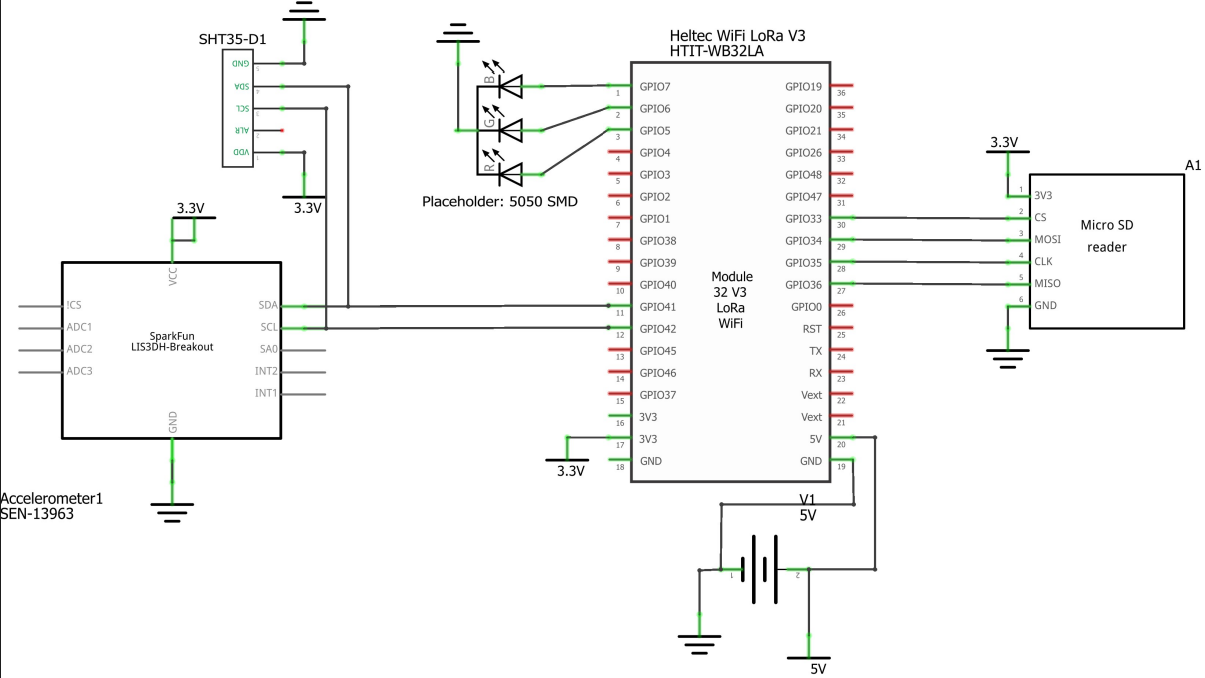 SHT35-D1
GND
5
SDA
4
SCL
3
ALR
2
VDD
1
3.3V
3.3V
VCC
ICS
ADC1
ADC2
ADC3
SparkFun
LIS3DH-Breakout
SDA
SCL
SA0
INT2
INT1
GND
Accelerometer1
SEN-13963
B
G
R
Placeholder: 5050 SMD
Heltec WiFi LoRa V3
HTIT-WB32LA
GPIO7
1
GPIO6
2
GPIO5
3
GPIO4
4
GPIO3
5
GPIO2
6
GPIO1
7
GPIO38
8
GPIO39
9
GPIO40
10
GPIO41
11
GPIO42
12
GPIO45
13
GPIO46
14
GPIO37
15
3V3
16
3V3
17
GND
18
3.3V
Module
32 V3
LoRa
WiFi
GPIO19
36
GPIO20
35
GPIO21
34
GPIO26
33
GPIO48
32
GPIO47
31
GPIO33
30
GPIO34
29
GPIO35
28
GPIO36
27
GPIO0
26
RST
25
TX
24
RX
23
Vext
22
Vext
21
5V
20
GND
19
V1
5V
1
2
5V
3.3V
A1
1
3V3
2
CS
3
MOSI
4
CLK
5
MISO
6
GND
Micro SD
reader